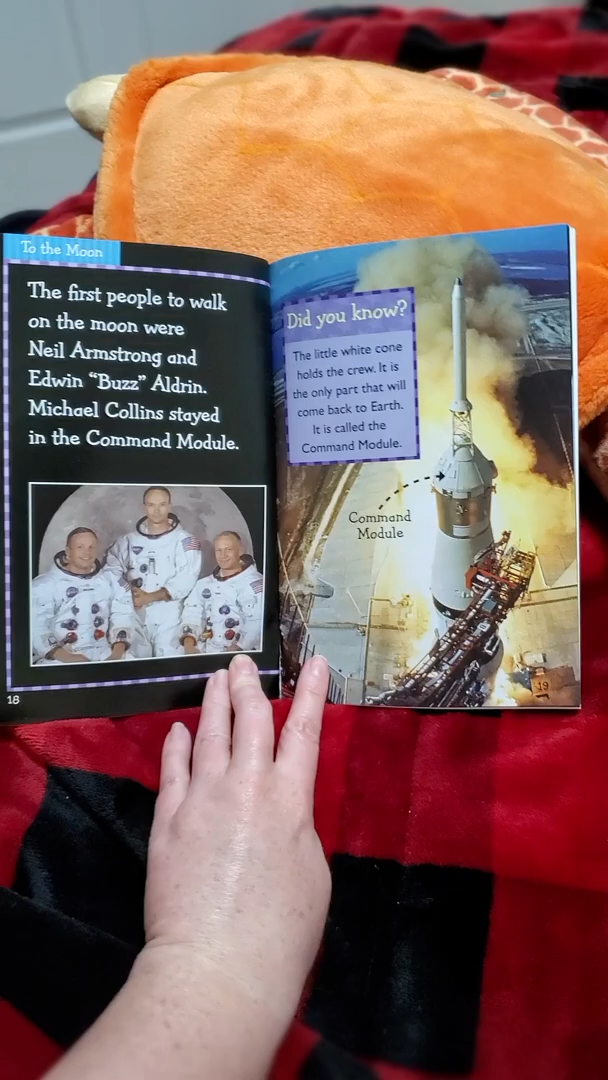 To the Moon
The first people to walk
on the moon were
Neil Armstrong and
Edwin “Buzz” Aldrin.
Michael Collins stayed
in the Command Module.
18
Did you know?
The little white cone
holds the crew. It is
the only part that will
come back to Earth.
It is called the
Command Module.
Command
Module
19